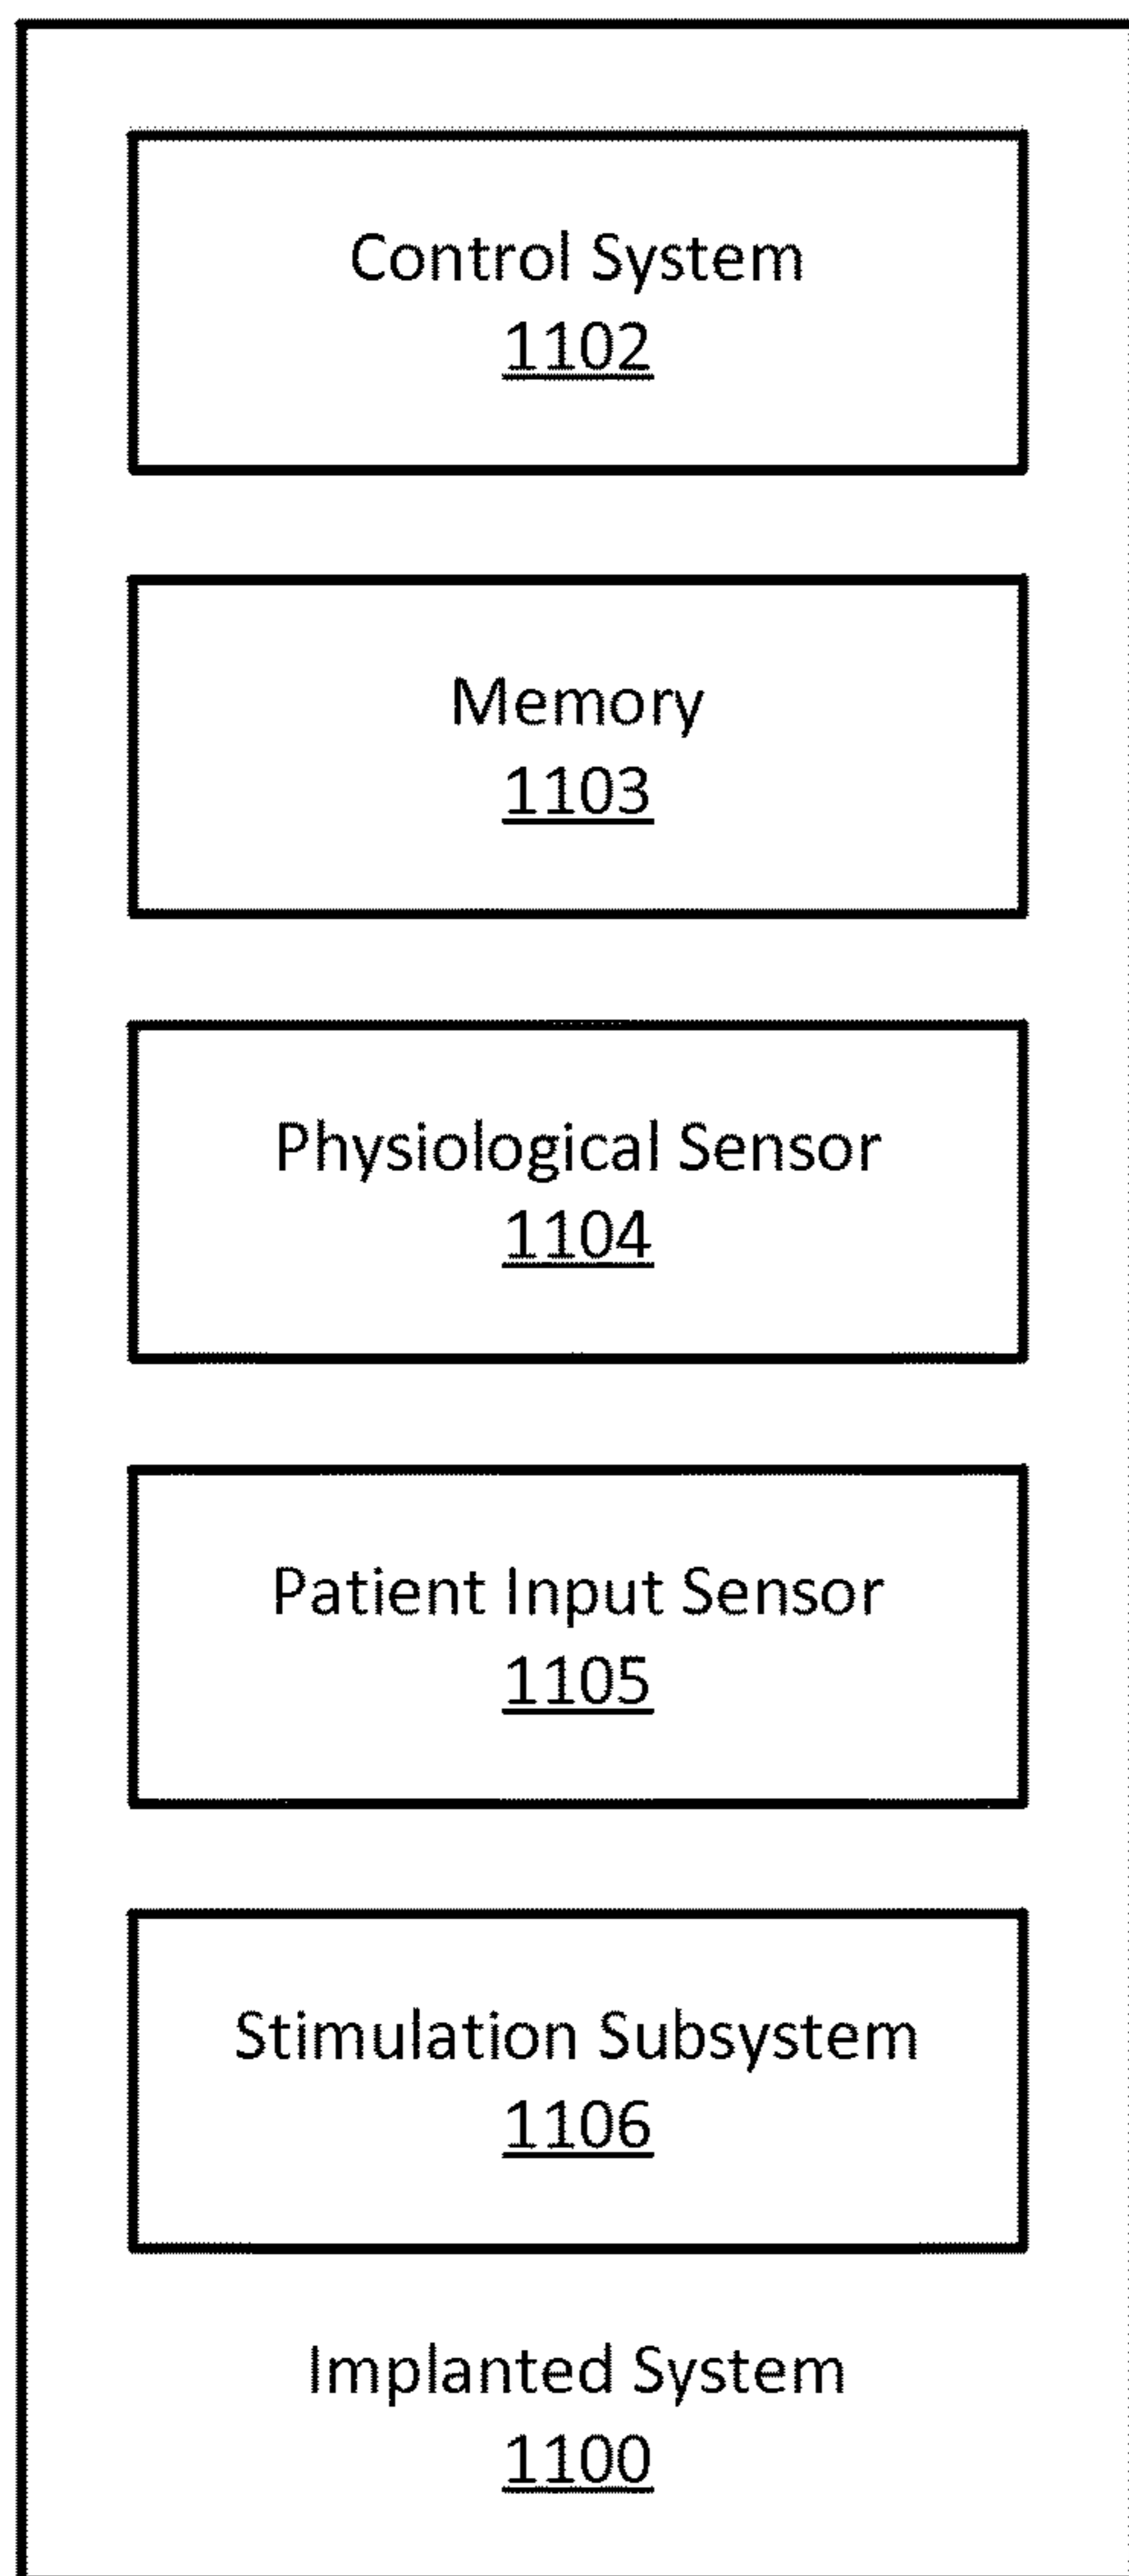 Control System
1102
Memory
1103
Physiological Sensor
1104
Patient Input Sensor
1105
Stimulation Subsystem
1106
Implanted System
1100